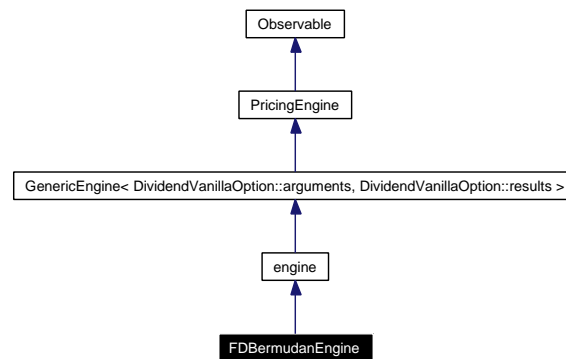 Observable
PricingEngine
GenericEngine< DividendVanillaOption::arguments, DividendVanillaOption::results >
engine
FDBermudanEngine